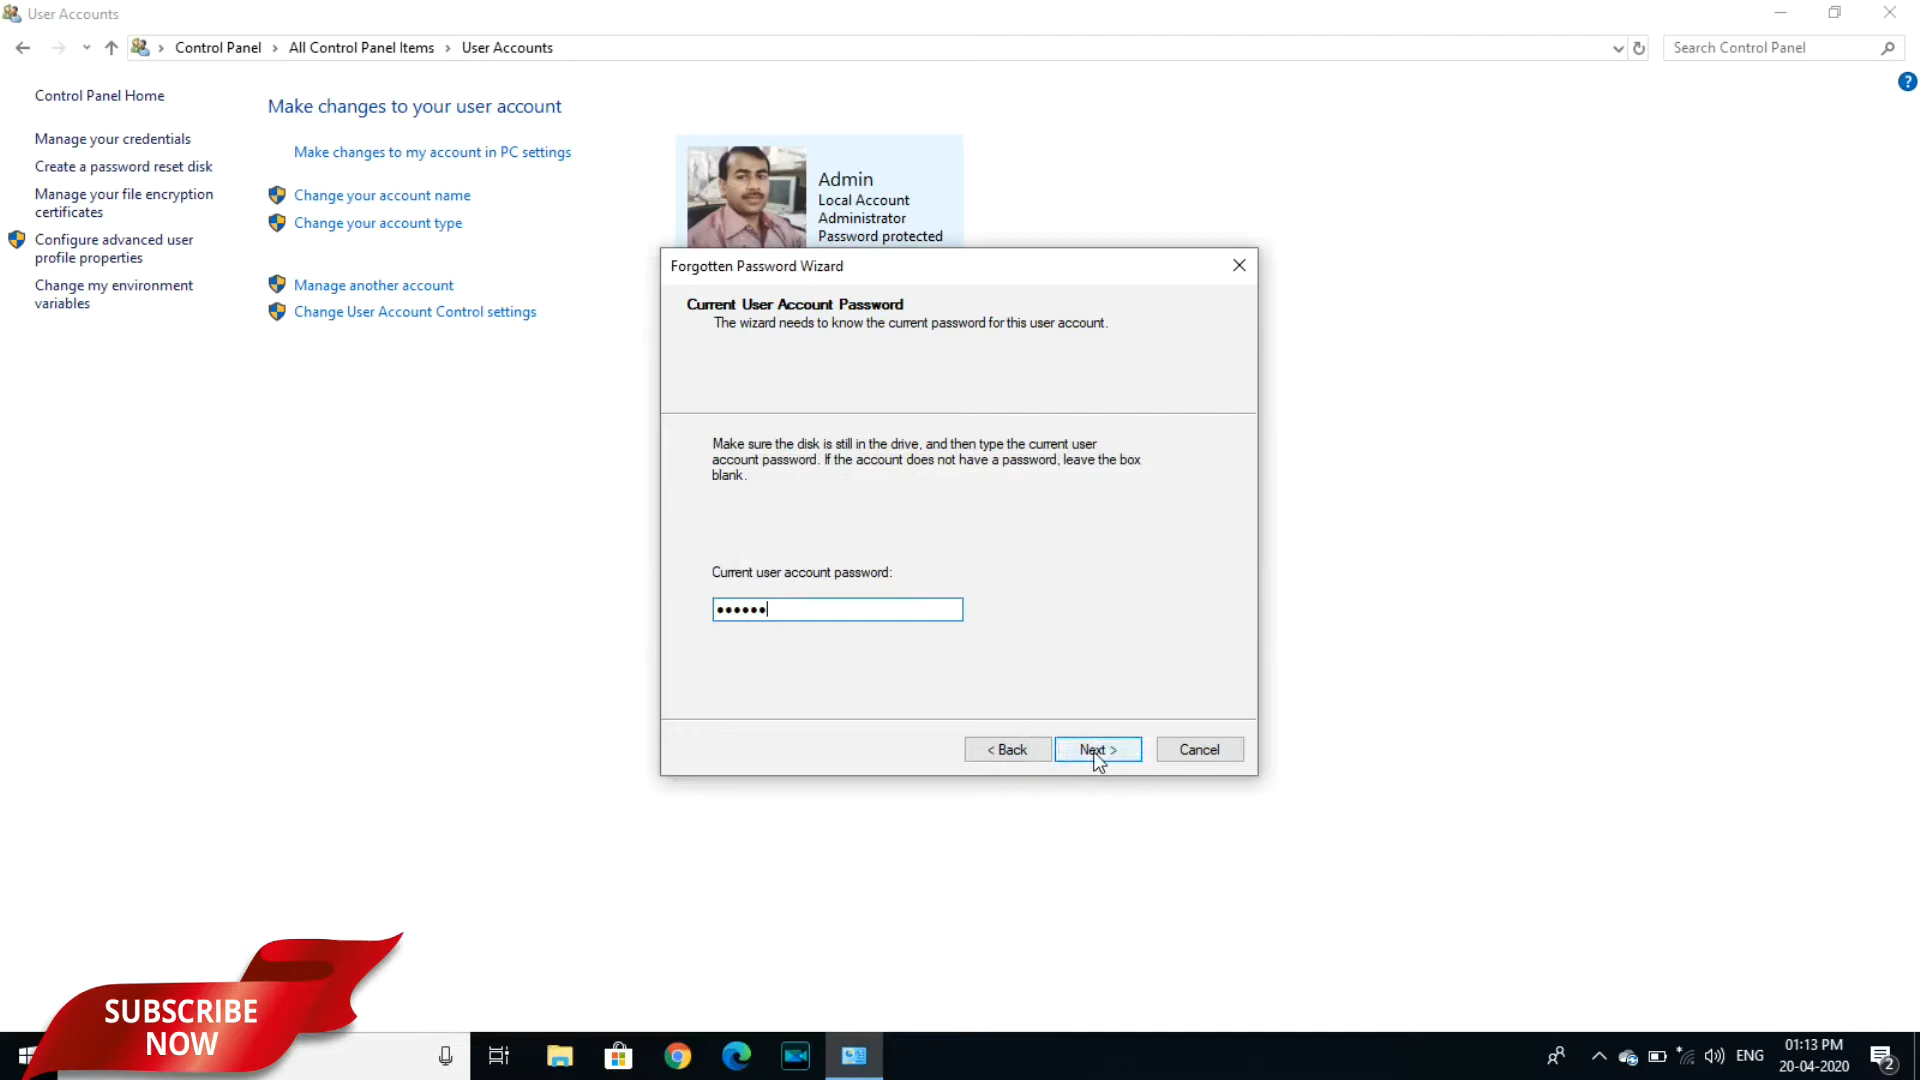 User Accounts
Control Panel
All Control Panel Items
User Accounts
Search Control Panel
Control Panel Home
Manage your credentials
Create a password reset disk
Manage your file encryption
certificates
Configure advanced user
profile properties
Change my environment
variables
Make changes to your user account
Make changes to my account in PC settings
Change your account name
Change your account type
Manage another account
Change User Account Control settings
Admin
Local Account
Administrator
Password protected
Forgotten Password Wizard
Current User Account Password
The wizard needs to know the current password for this user account.
Make sure the disk is still in the drive, and then type the current user
account password. If the account does not have a password, leave the box
blank.
Current user account password:
••••••
< Back
Next >
Cancel
SUBSCRIBE
NOW
ENG
01:13 PM
20-04-2020
2